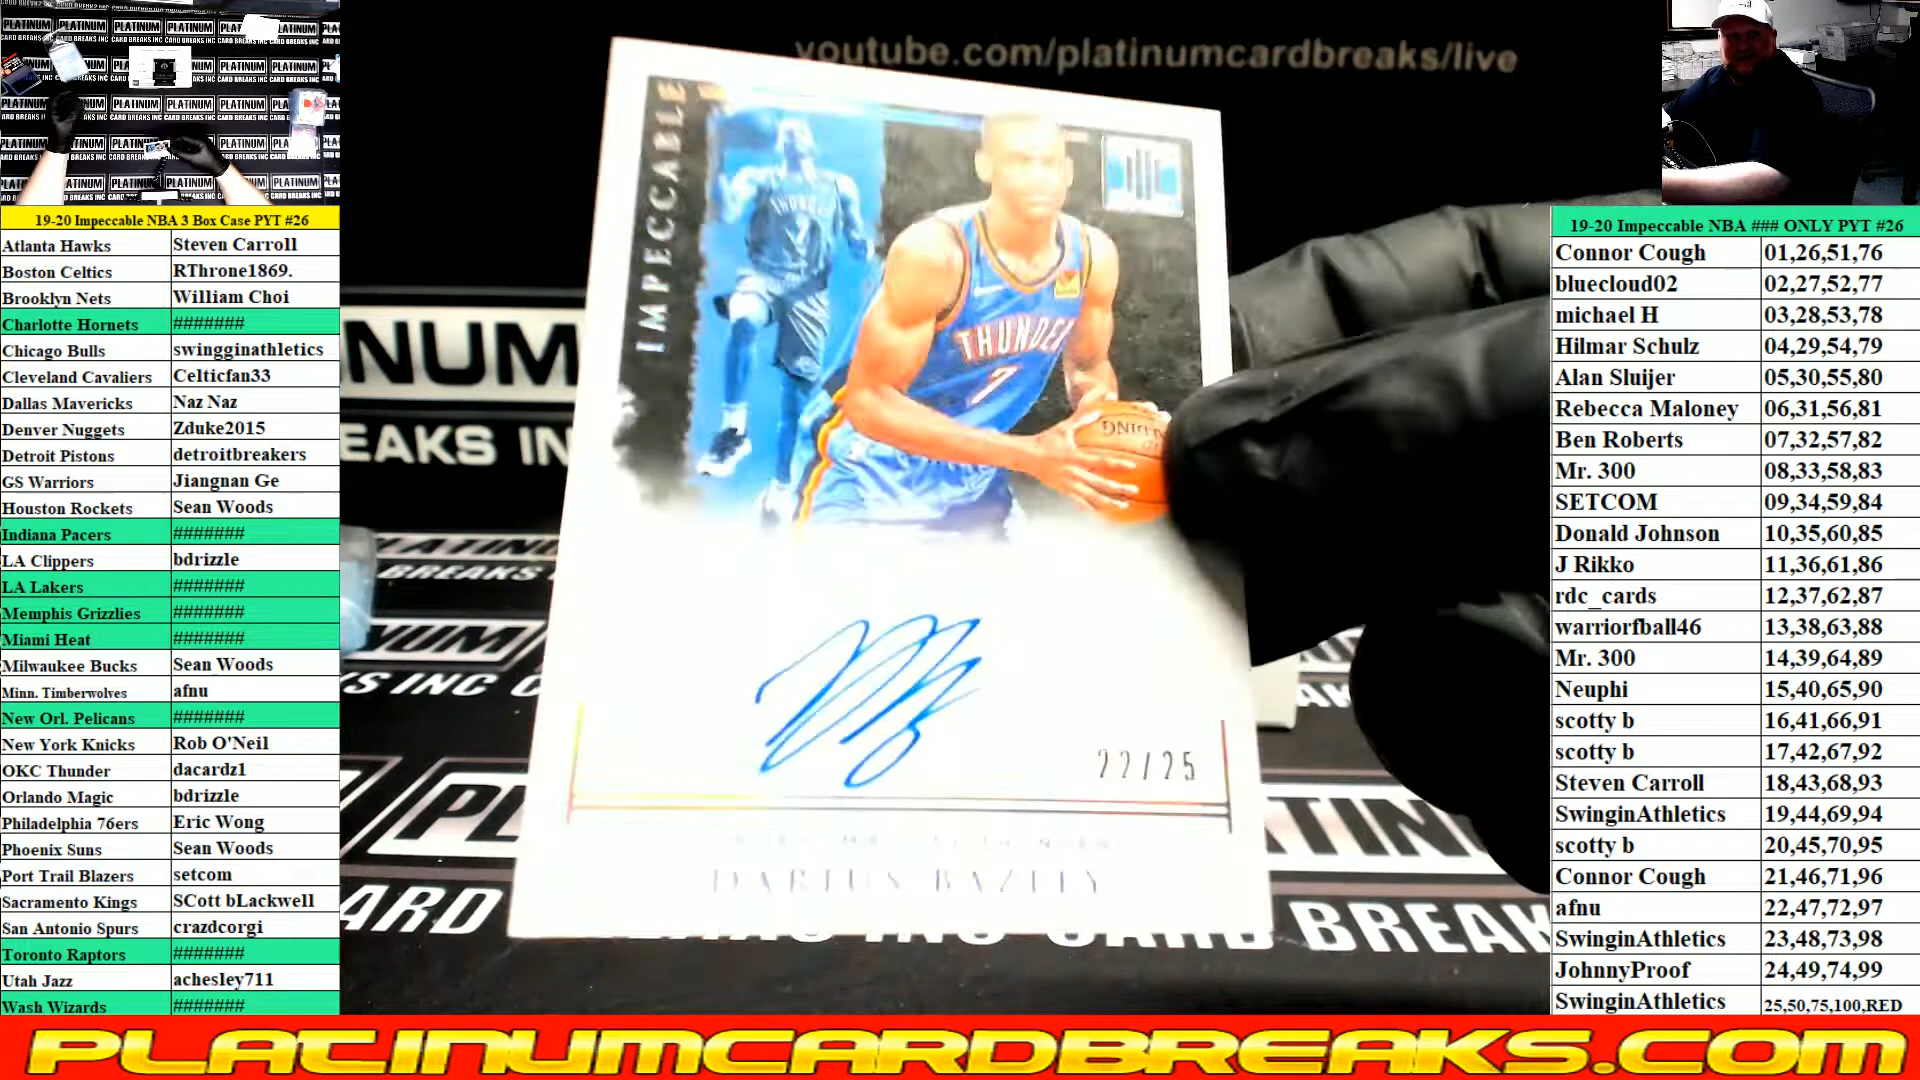 youtube.com/platinumcardbreaks/live
19-20 Impeccable NBA 3 Box Case PYT #26
Atlanta Hawks Steven Carroll
Boston Celtics RThrone1869.
Brooklyn Nets William Choi
Charlotte Hornets #######
Chicago Bulls swingginathletics
Cleveland Cavaliers Celticfan33
Dallas Mavericks Naz Naz
Denver Nuggets Zduke2015
Detroit Pistons detroitbreakers
GS Warriors Jiangnan Ge
Houston Rockets Sean Woods
Indiana Pacers #######
LA Clippers bdrizzle
LA Lakers #######
Memphis Grizzlies #######
Miami Heat #######
Milwaukee Bucks Sean Woods
Minn. Timberwolves afnu
New Orl. Pelicans #######
New York Knicks Rob O'Neil
OKC Thunder dacardz1
Orlando Magic bdrizzle
Philadelphia 76ers Eric Wong
Phoenix Suns Sean Woods
Port Trail Blazers setcom
Sacramento Kings SCott bLackwell
San Antonio Spurs crazdcorgi
Toronto Raptors #######
Utah Jazz achesley711
Wash Wizards #######
IMPECCABLE
THUNDER
7
22/25
DARIUS BAZLEY
19-20 Impeccable NBA ### ONLY PYT #26
Connor Cough 01,26,51,76
bluecloud02 02,27,52,77
michael H 03,28,53,78
Hilmar Schulz 04,29,54,79
Alan Sluijer 05,30,55,80
Rebecca Maloney 06,31,56,81
Ben Roberts 07,32,57,82
Mr. 300 08,33,58,83
SETCOM 09,34,59,84
Donald Johnson 10,35,60,85
J Rikko 11,36,61,86
rdc_cards 12,37,62,87
warriorfball46 13,38,63,88
Mr. 300 14,39,64,89
Neuphi 15,40,65,90
scotty b 16,41,66,91
scotty b 17,42,67,92
Steven Carroll 18,43,68,93
SwinginAthletics 19,44,69,94
scotty b 20,45,70,95
Connor Cough 21,46,71,96
afnu 22,47,72,97
SwinginAthletics 23,48,73,98
JohnnyProof 24,49,74,99
SwinginAthletics 25,50,75,100,RED
PLATINUMCARDBREAKS.COM